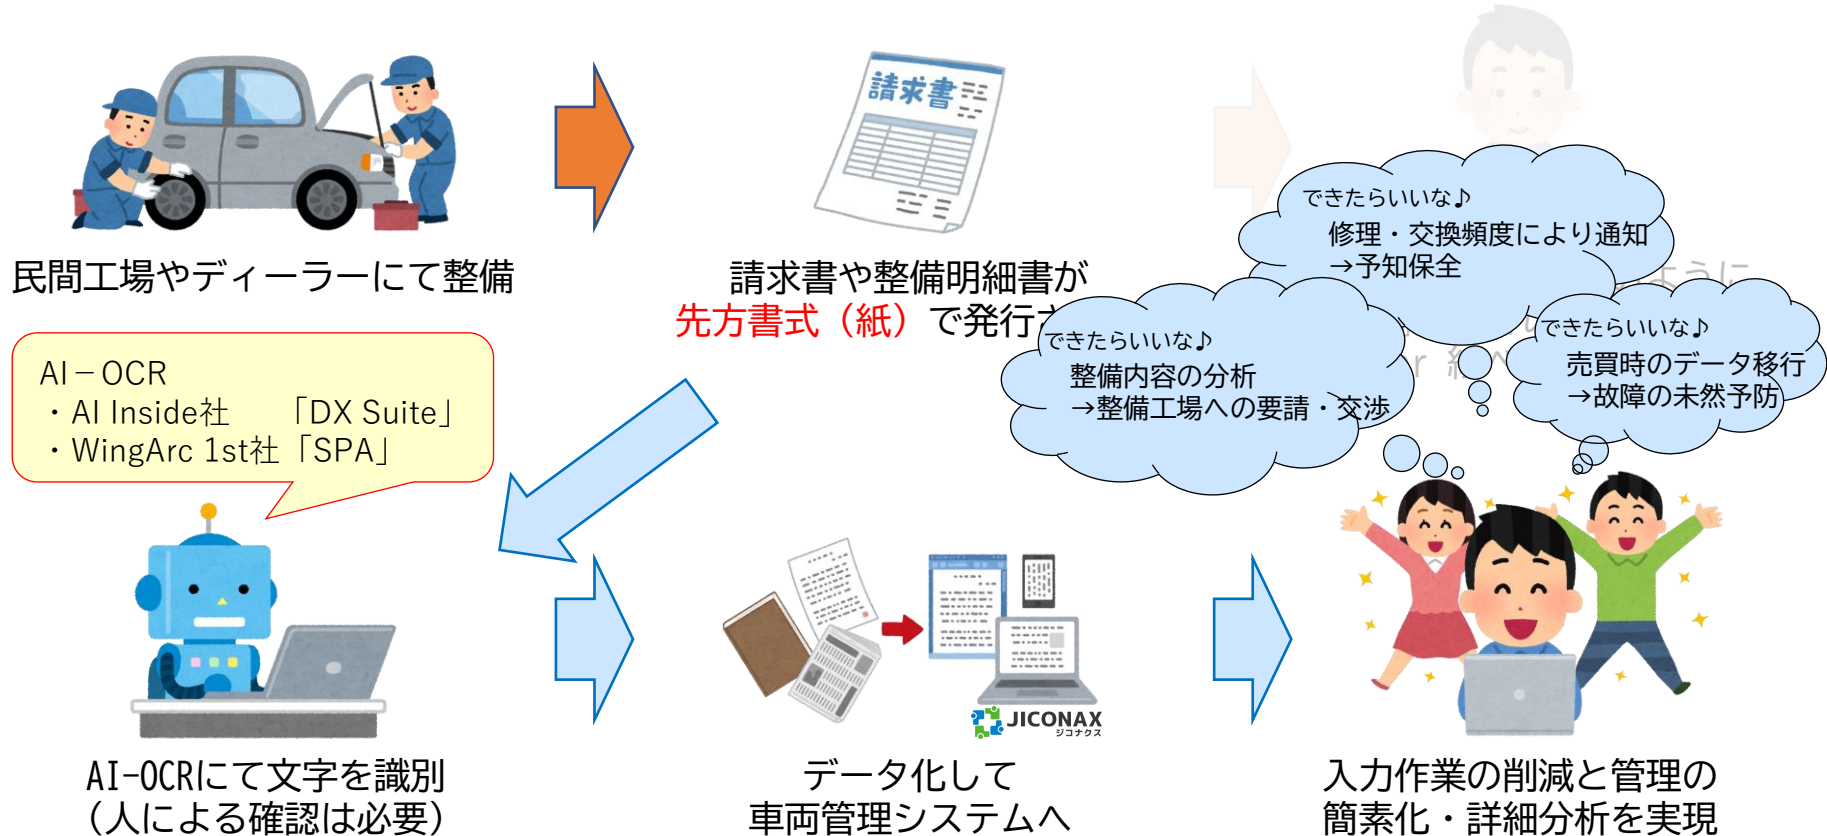 請求書
民間工場やディーラーにて整備
請求書や整備明細書が
先方書式（紙）で発行さ
できたらいいな♪
修理・交換頻度により通知
→予知保全
できたらいいな♪
整備内容の分析
→整備工場への要請・交渉
できたらいいな♪
売買時のデータ移行
→故障の未然予防
ように
AI－OCR
・AI Inside社　「DX Suite」
・WingArc 1st社「SPA」
JICONAX
ジコナクス
AI-OCRにて文字を識別
（人による確認は必要）
データ化して
車両管理システムへ
入力作業の削減と管理の
簡素化・詳細分析を実現